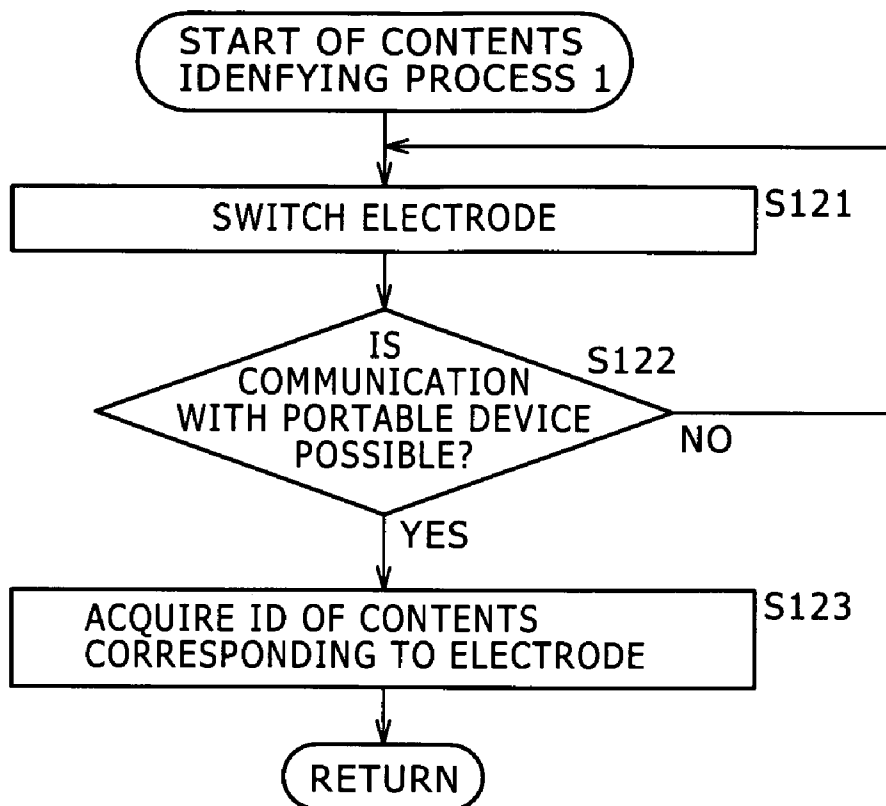 START OF CONTENTS
IDENFYING PROCESS 1
SWITCH ELECTRODE
S121
IS
COMMUNICATION
WITH PORTABLE DEVICE
POSSIBLE?
S122
NO
YES
ACQUIRE ID OF CONTENTS
CORRESPONDING TO ELECTRODE
S123
RETURN